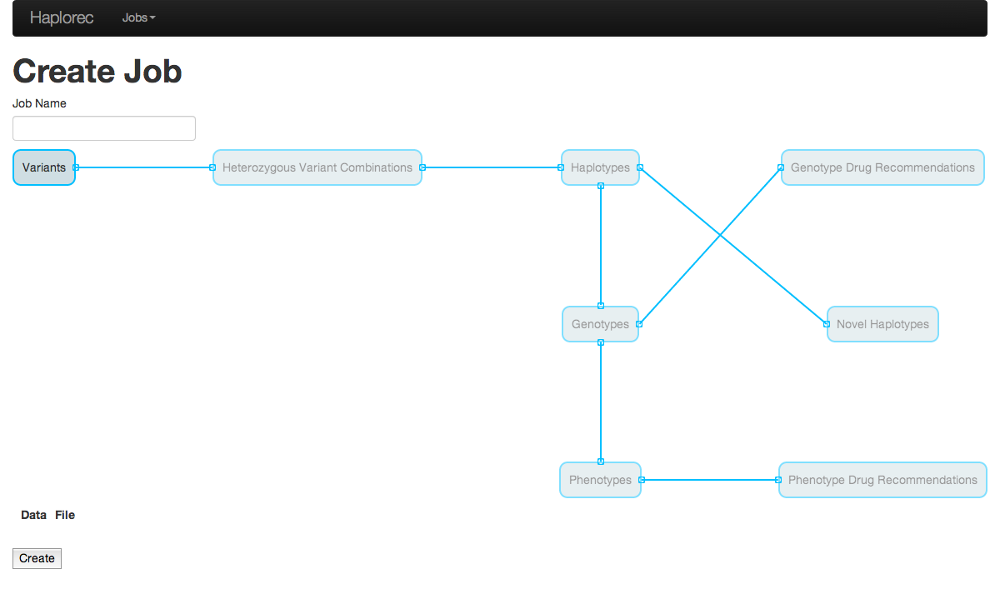 Haplorec Jobs
Create Job
Job Name
Variants Heterozygous Variant Combinations Haplotypes Genotype Drug Recommendations
Genotypes Novel Haplotypes
Phenotypes Phenotype Drug Recommendations
Data File
Create